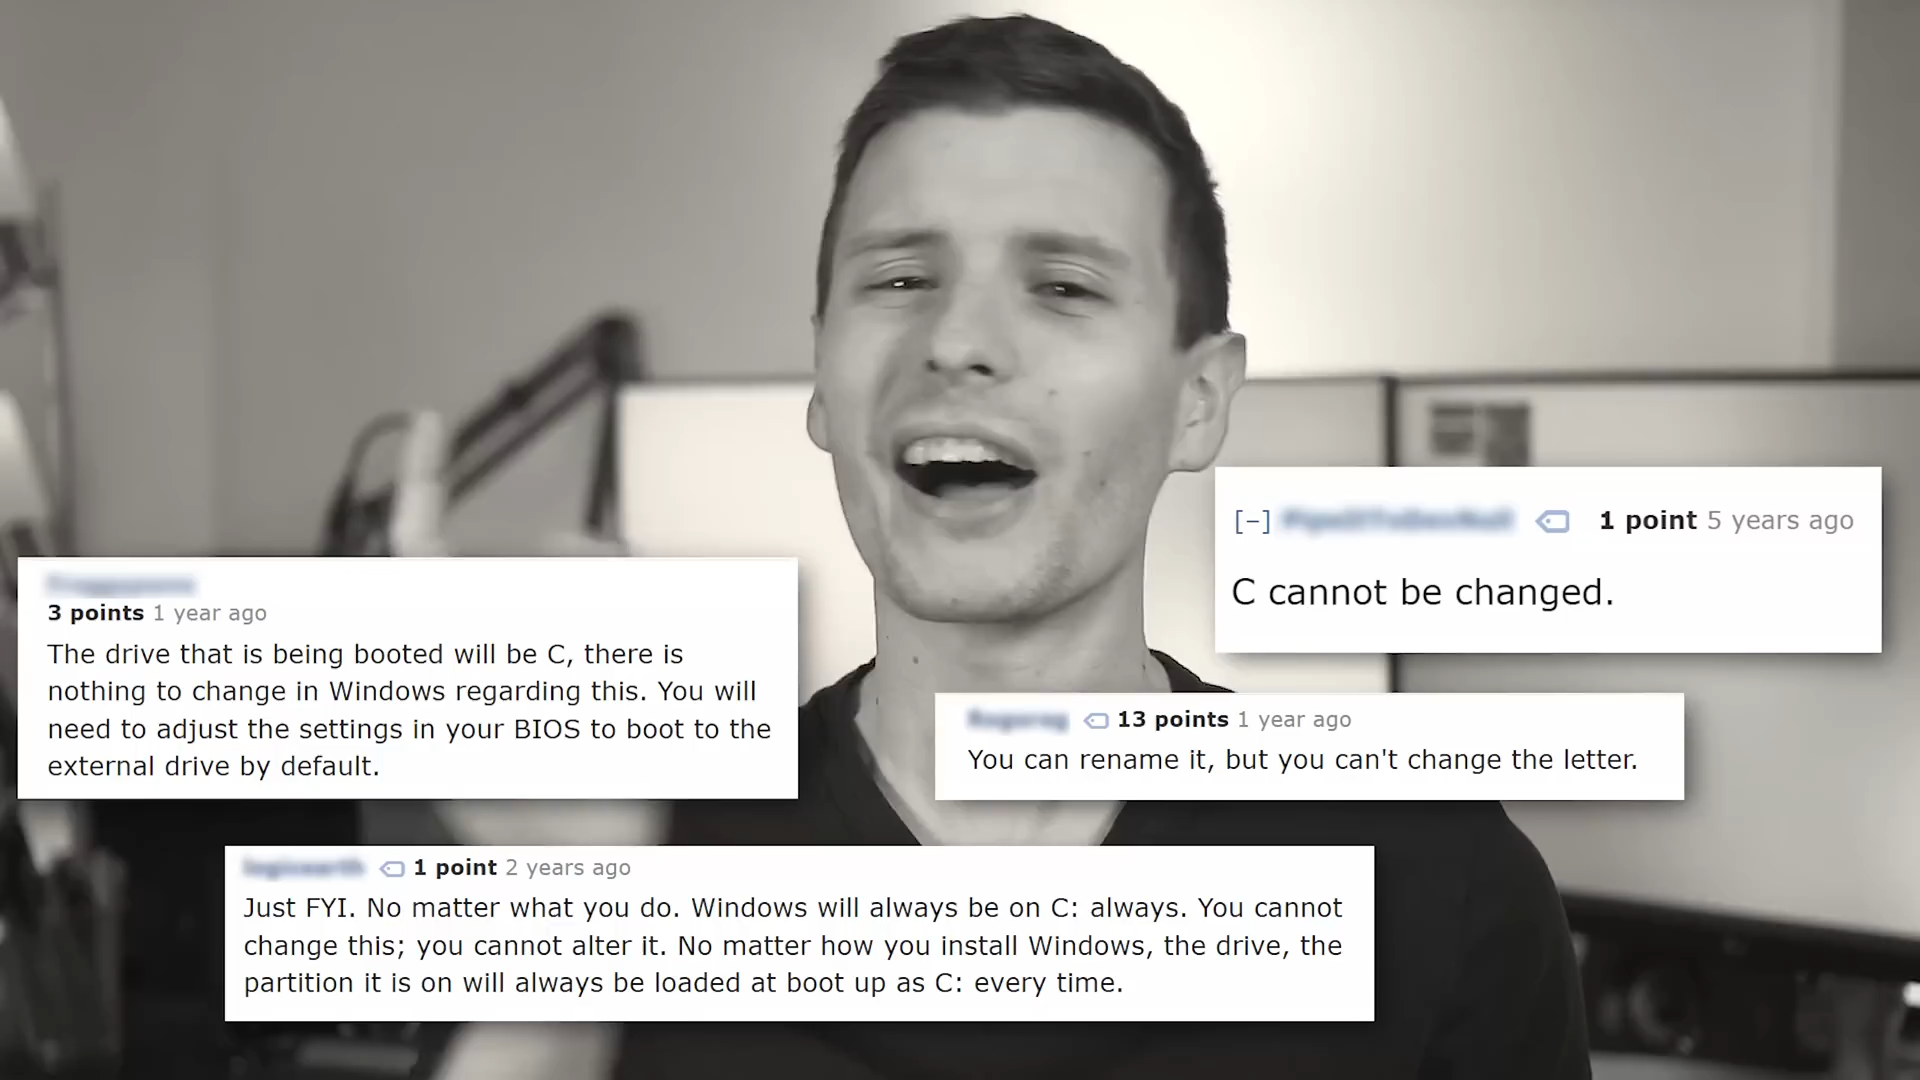 [–] 1 point 5 years ago
C cannot be changed.
3 points 1 year ago
The drive that is being booted will be C, there is
nothing to change in Windows regarding this. You will
need to adjust the settings in your BIOS to boot to the
external drive by default.
13 points 1 year ago
You can rename it, but you can't change the letter.
1 point 2 years ago
Just FYI. No matter what you do. Windows will always be on C: always. You cannot
change this; you cannot alter it. No matter how you install Windows, the drive, the
partition it is on will always be loaded at boot up as C: every time.